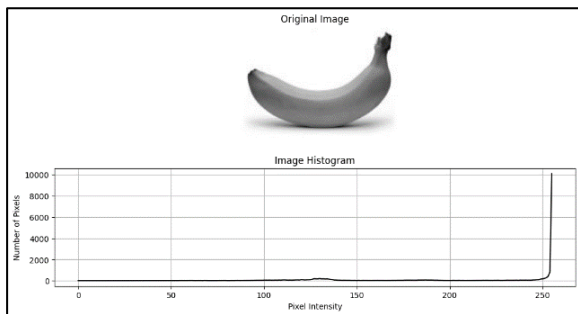 Original Image
Image Histogram
10000
8000
6000
4000
2000
0
Number of Pixels
0 50 100 150 200 250
Pixel Intensity